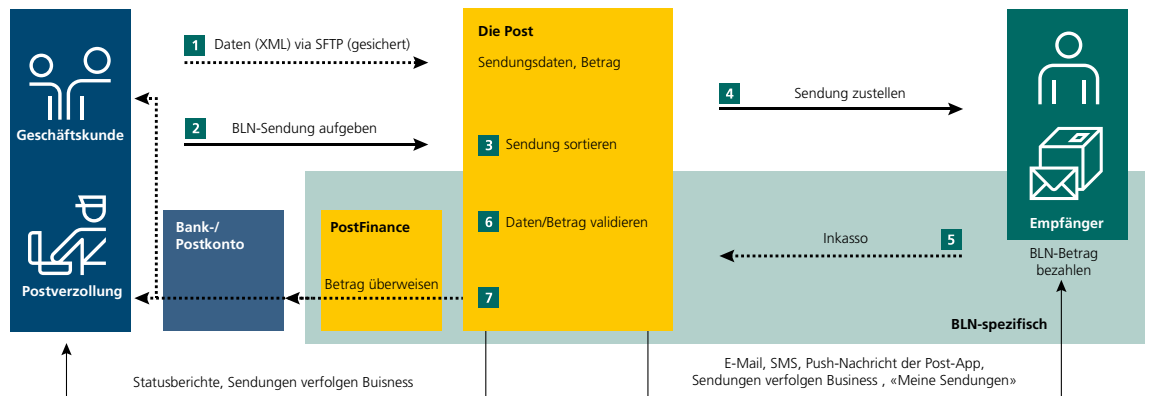 Geschäftskunde
Postverzollung
1 Daten (XML) via SFTP (gesichert)
2 BLN-Sendung aufgeben
Bank-/
Postkonto
PostFinance
Betrag überweisen
Die Post
Sendungsdaten, Betrag
3 Sendung sortieren
6 Daten/Betrag validieren
7
4 Sendung zustellen
Inkasso 5
Empfänger
BLN-Betrag
bezahlen
BLN-spezifisch
Statusberichte, Sendungen verfolgen Buisness
E-Mail, SMS, Push-Nachricht der Post-App,
Sendungen verfolgen Business , «Meine Sendungen»